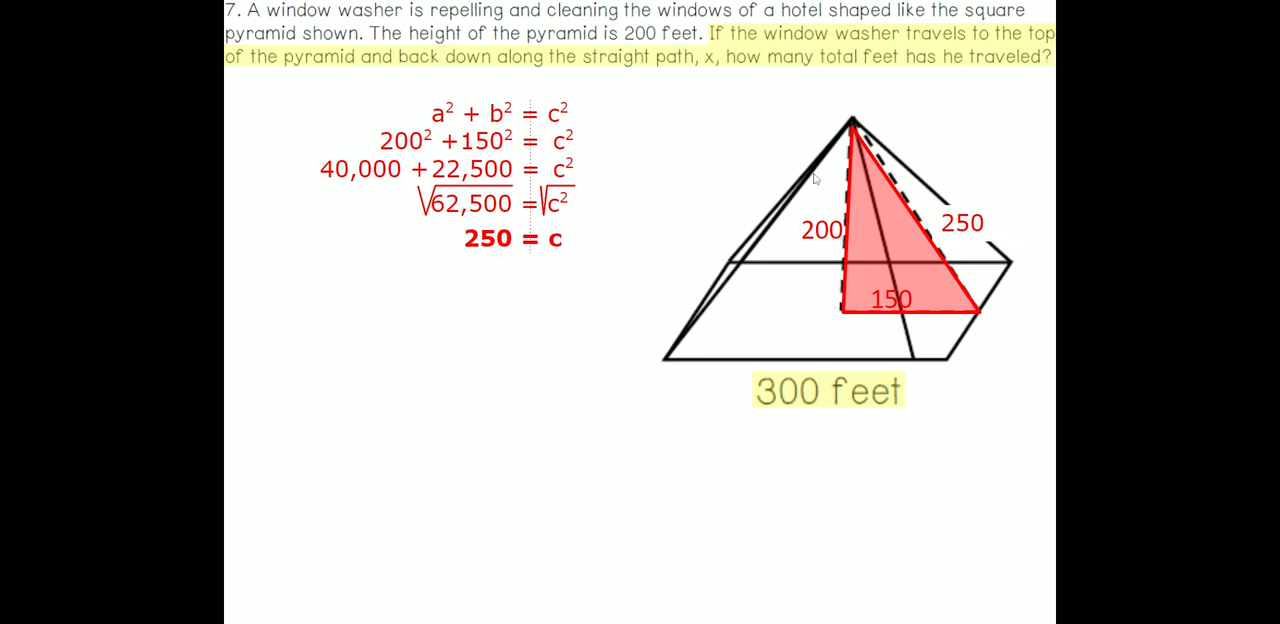 7. A window washer is repelling and cleaning the windows of a hotel shaped like the square
pyramid shown. The height of the pyramid is 200 feet. If the window washer travels to the top
of the pyramid and back down along the straight path, x, how many total feet has he traveled?
a² + b² = c²
200² +150² = c²
40,000 +22,500 = c²
√62,500 =√c²
250 = c
200
250
150
300 feet